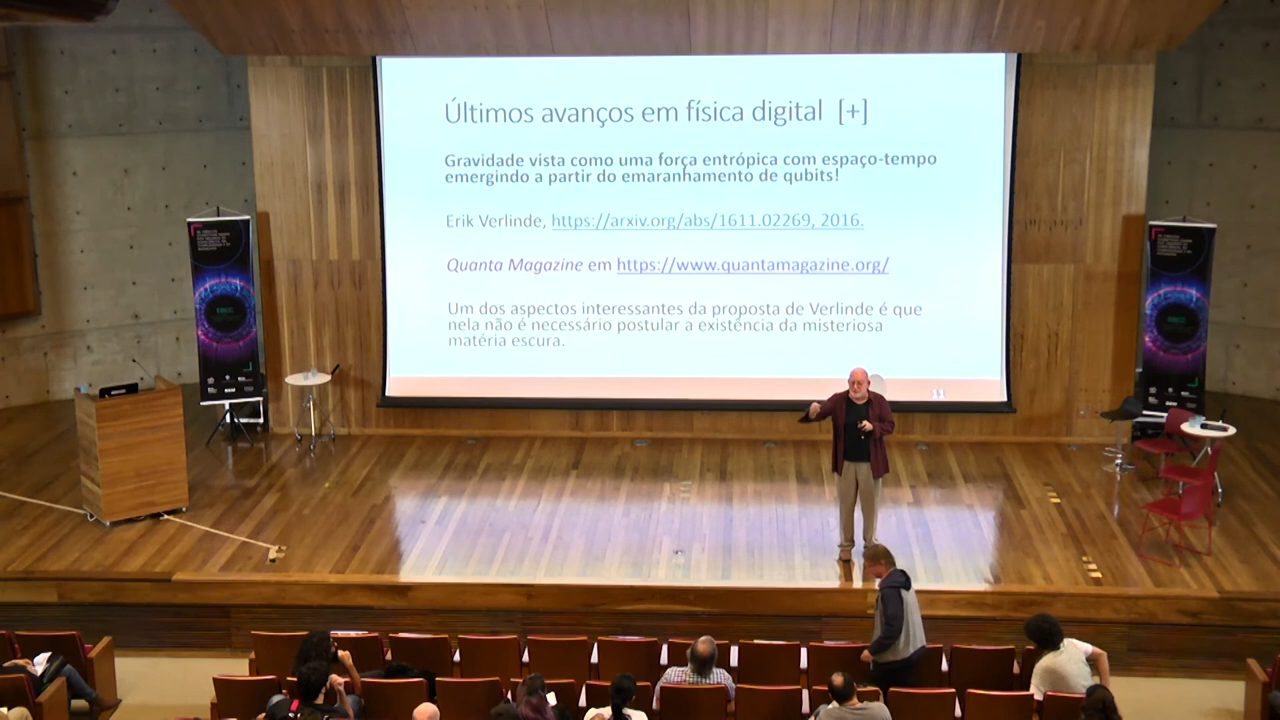 Últimos avanços em física digital [+]
Gravidade vista como uma força entrópica com espaço-tempo
emergindo a partir do emaranhamento de qubits!
Erik Verlinde, https://arxiv.org/abs/1611.02269, 2016.
Quanta Magazine em https://www.quantamagazine.org/
Um dos aspectos interessantes da proposta de Verlinde é que
nela não é necessário postular a existência da misteriosa
matéria escura.
11